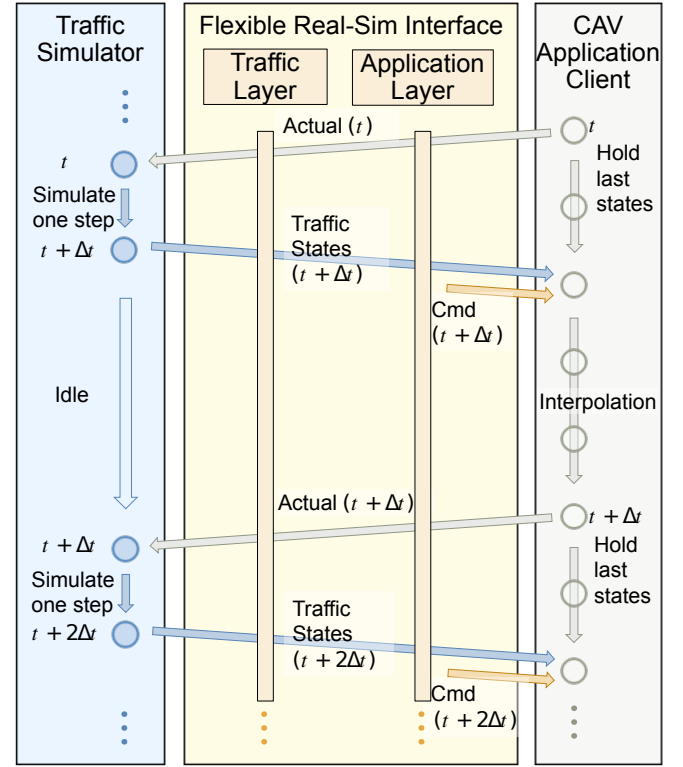 Traffic
Simulator
Flexible Real-Sim Interface
CAV
Application
Client
Traffic
Layer
Application
Layer
Actual (t)
t
t
Hold
last
states
Simulate
one step
t + Δt
Traffic
States
(t + Δt)
Cmd
(t + Δt)
Idle
Interpolation
Actual (t + Δt)
t + Δt
t + Δt
Hold
last
states
Simulate
one step
t + 2Δt
Traffic
States
(t + 2Δt)
Cmd
(t + 2Δt)